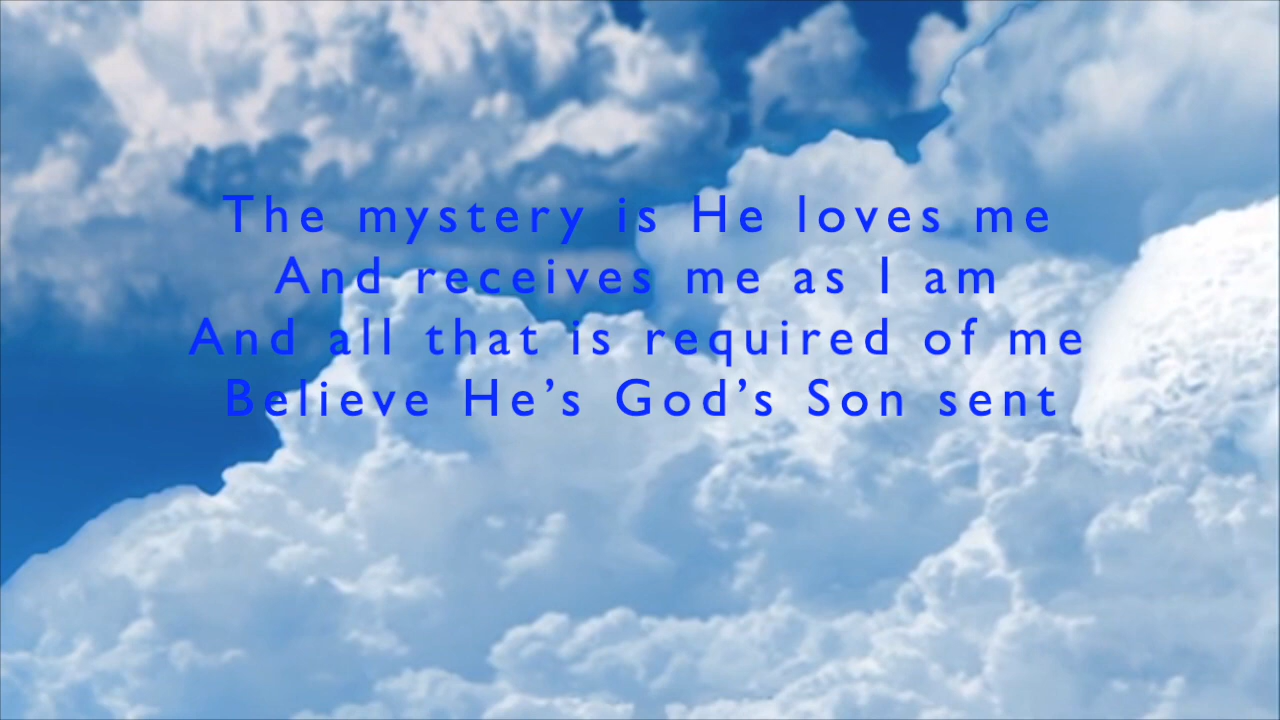 The mystery is He loves me
And receives me as I am
And all that is required of me
Believe He’s God’s Son sent